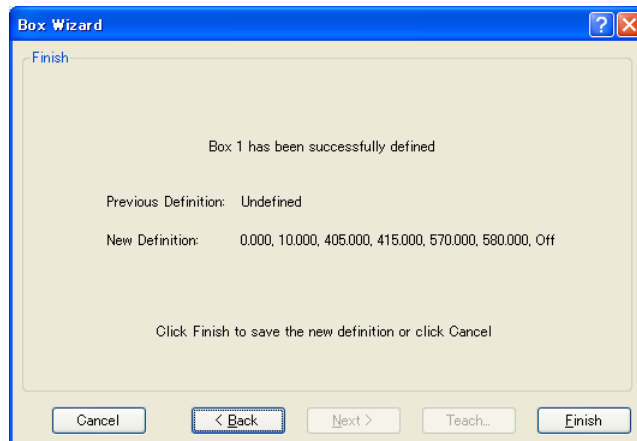 Box Wizard
Finish
Box 1 has been successfully defined
Previous Definition: Undefined
New Definition: 0.000, 10.000, 405.000, 415.000, 570.000, 580.000, Off
Click Finish to save the new definition or click Cancel
Cancel < Back Next > Teach... Finish